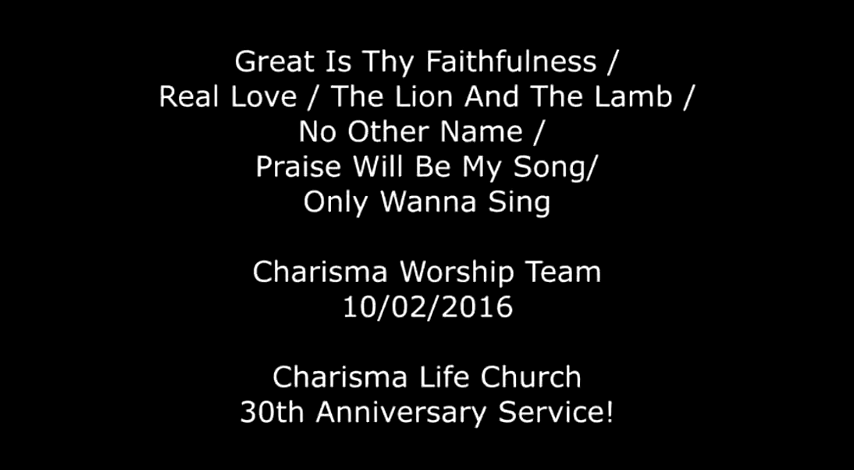 Great Is Thy Faithfulness /
Real Love / The Lion And The Lamb /
No Other Name /
Praise Will Be My Song/
Only Wanna Sing
Charisma Worship Team
10/02/2016
Charisma Life Church
30th Anniversary Service!